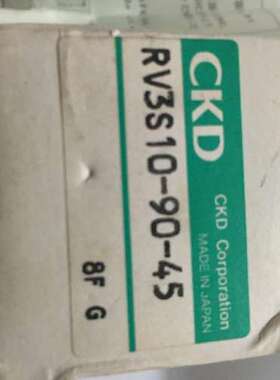 CKD
CKD Corporation
MADE IN JAPAN
RV3S10-90-45
8F G